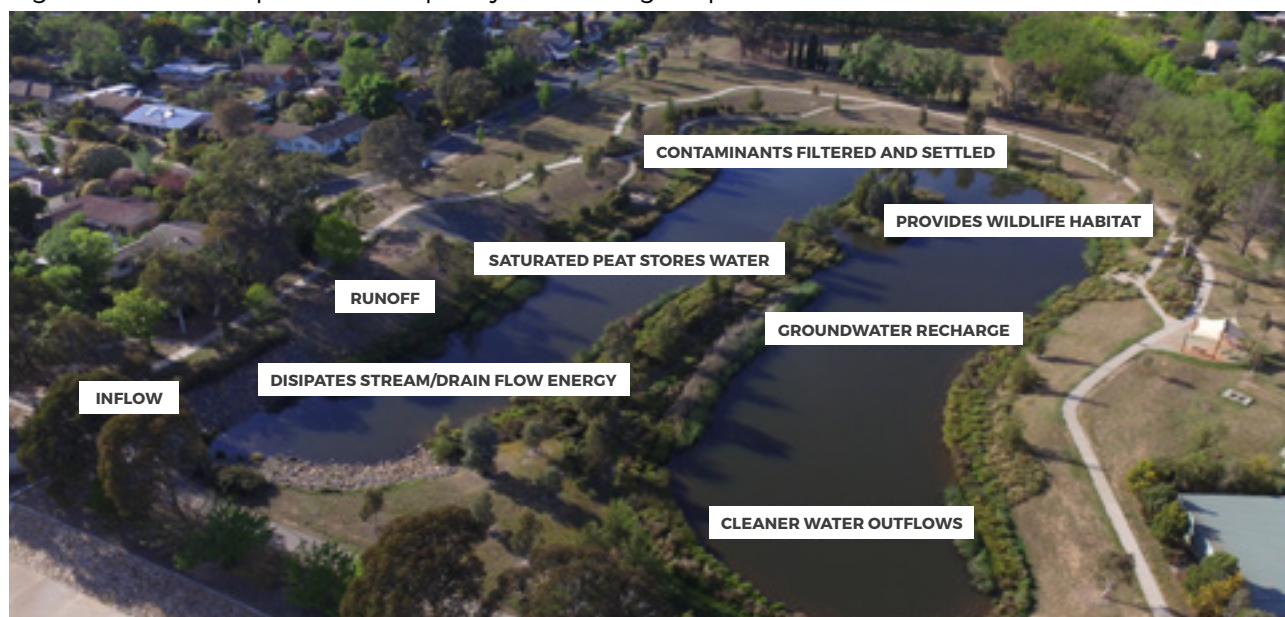 CONTAMINANTS FILTERED AND SETTLED
PROVIDES WILDLIFE HABITAT
SATURATED PEAT STORES WATER
RUNOFF
GROUNDWATER RECHARGE
DISIPATES STREAM/DRAIN FLOW ENERGY
INFLOW
CLEANER WATER OUTFLOWS